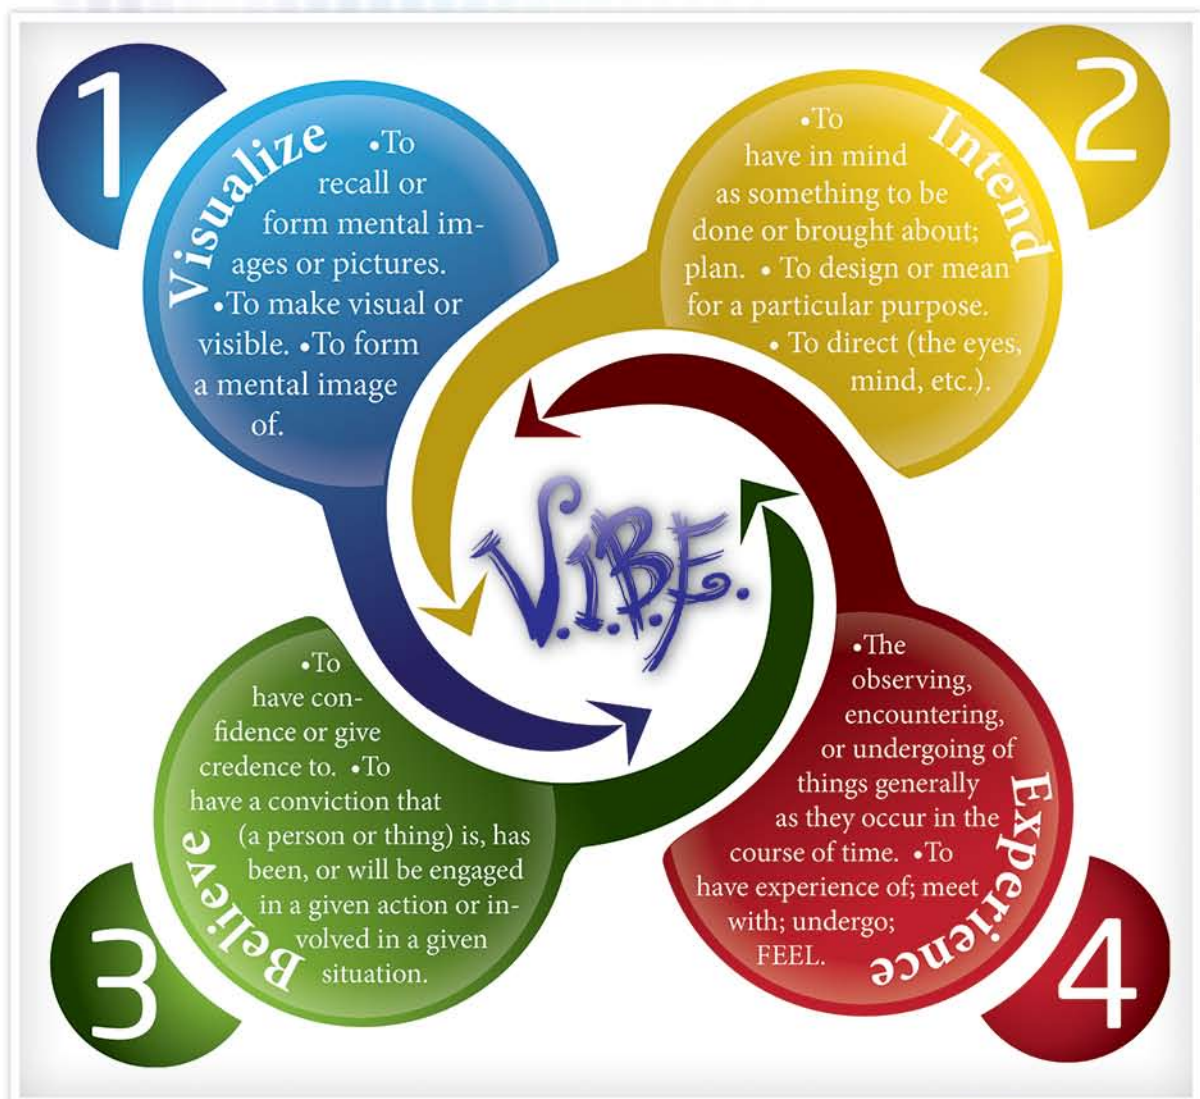 1
Visualize
•To
recall or
form mental im-
ages or pictures.
•To make visual or
visible. •To form
a mental image
of.
2
Intend
•To
have in mind
as something to be
done or brought about;
plan. • To design or mean
for a particular purpose.
• To direct (the eyes,
mind, etc.).
V.I.B.E.
3
Believe
•To
have con-
fidence or give
credence to. •To
have a conviction that
(a person or thing) is, has
been, or will be engaged
in a given action or in-
volved in a given
situation.
4
Experience
•The
observing,
encountering,
or undergoing of
things generally
as they occur in the
course of time. •To
have experience of; meet
with; undergo;
FEEL.